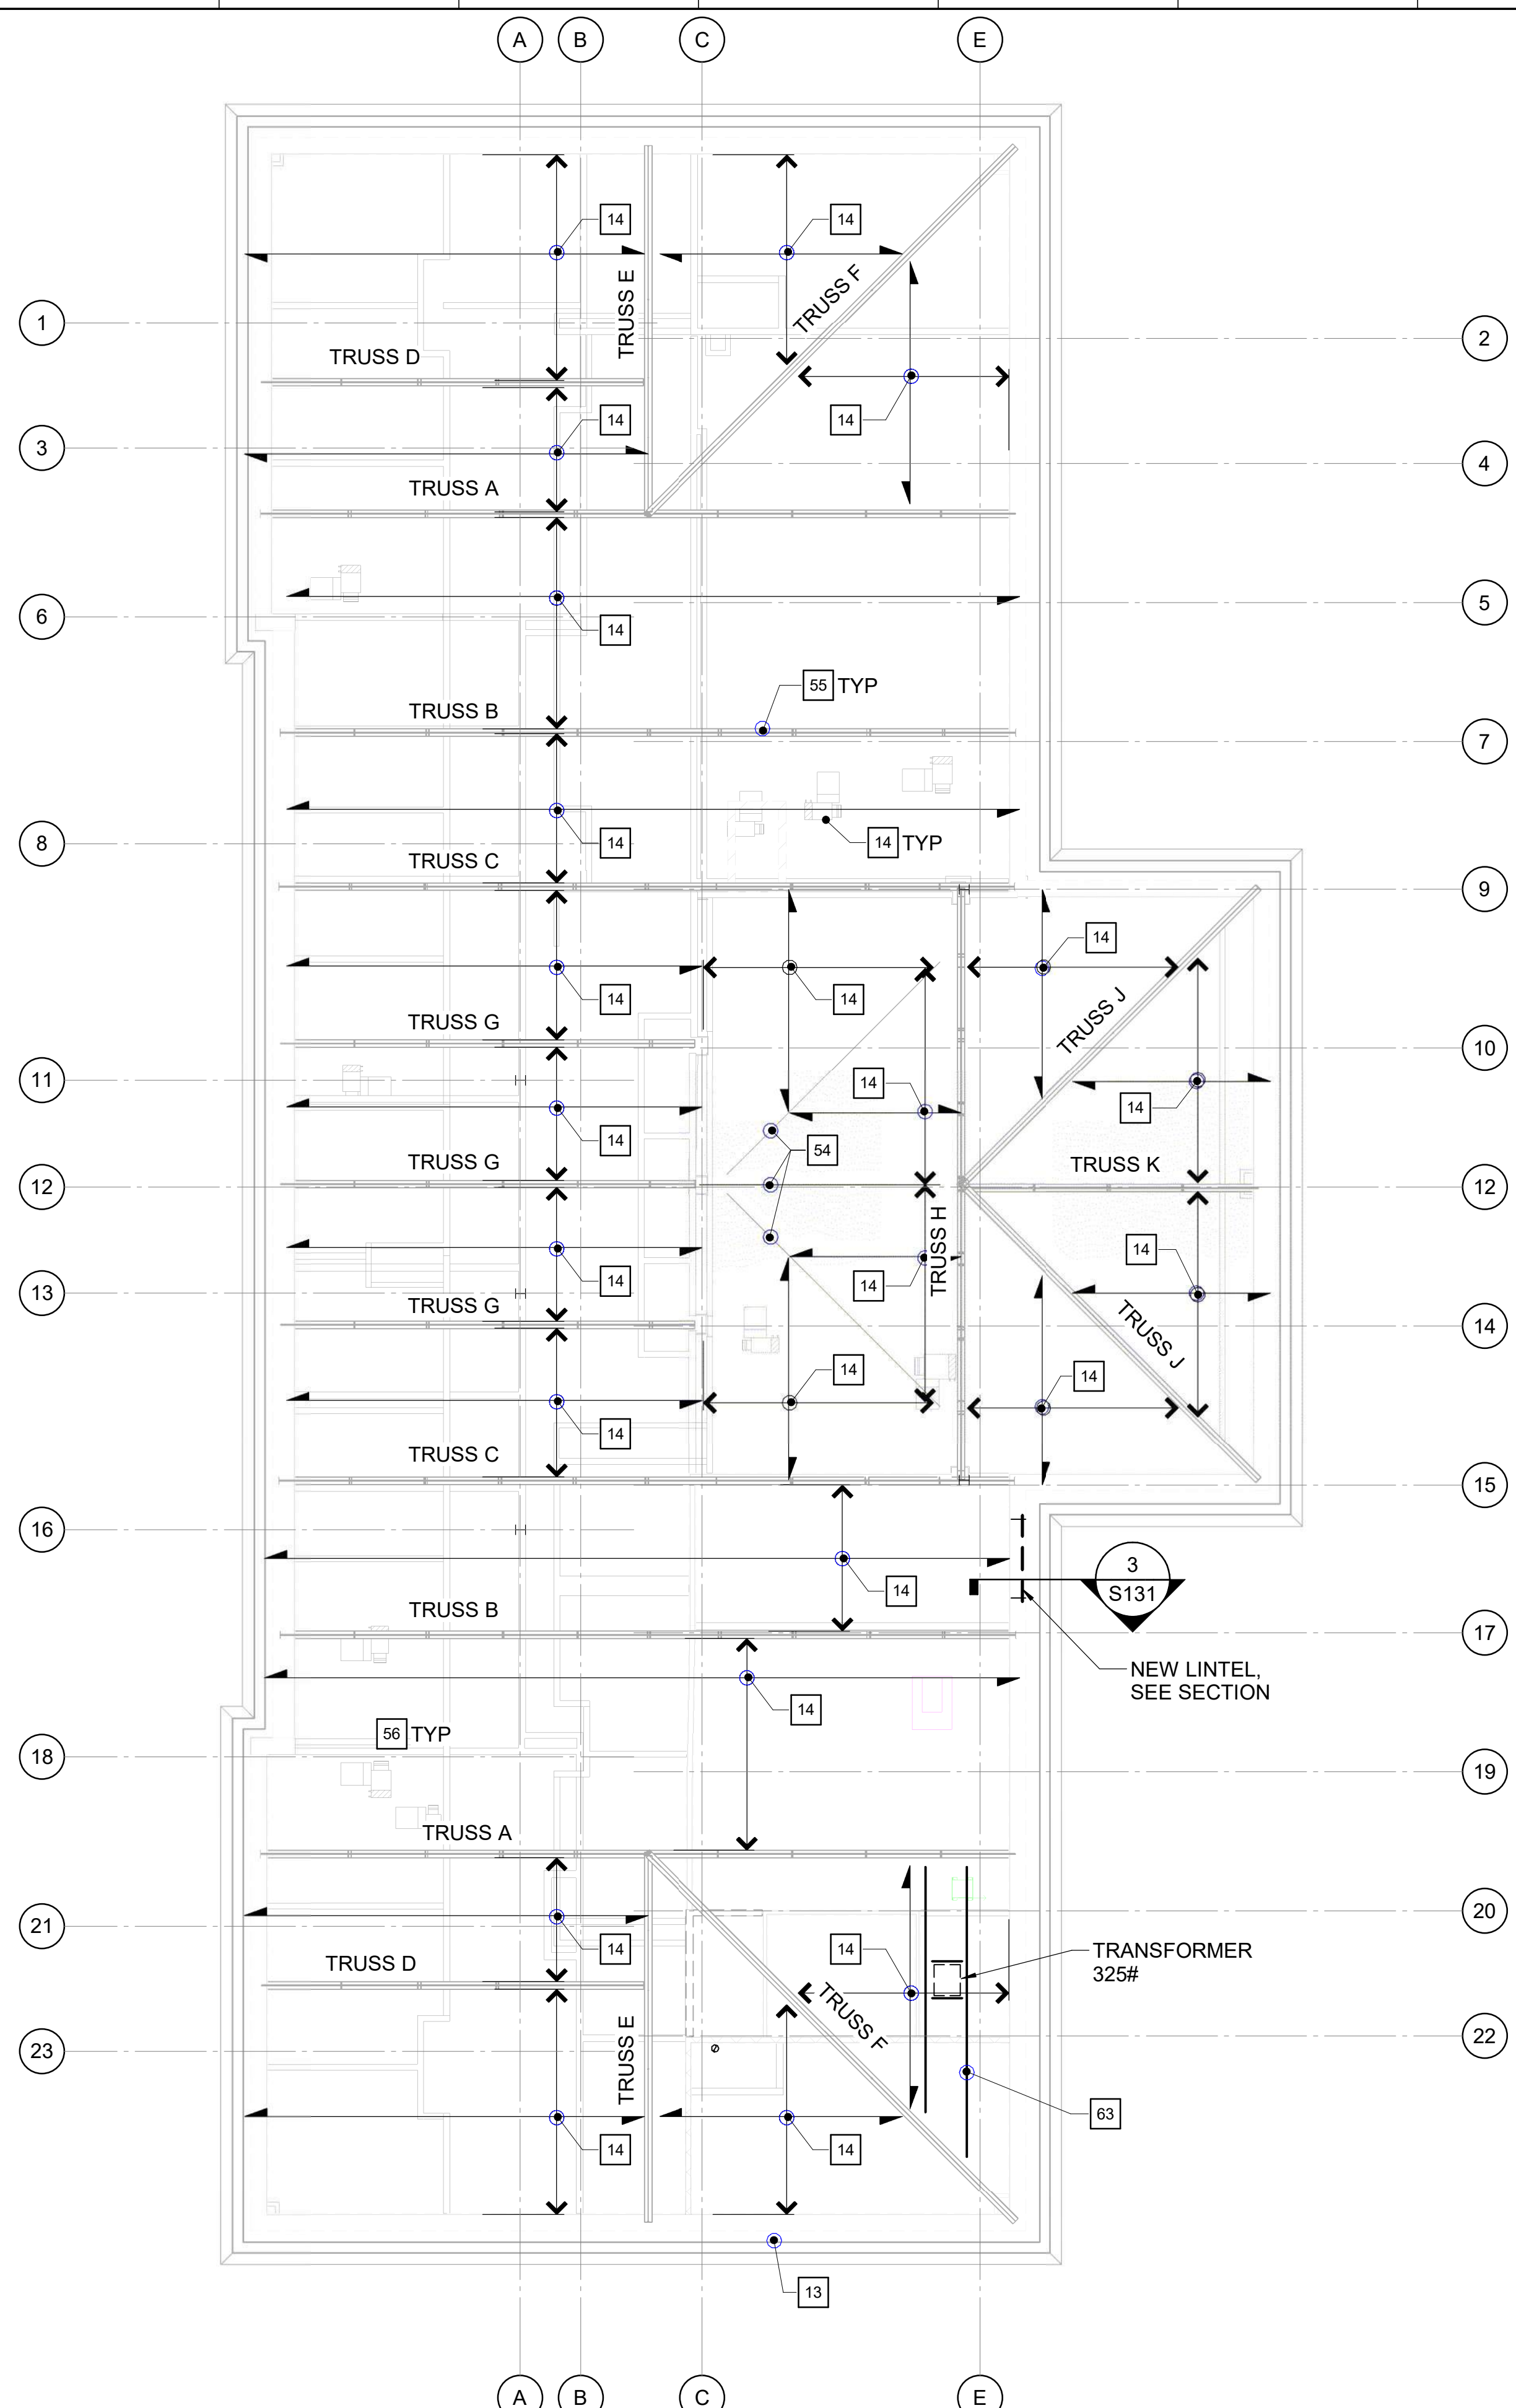 A B C E
14 14
TRUSS E
TRUSS F
1
2
TRUSS D
14 14
3
4
TRUSS A
6
14
5
55 TYP
TRUSS B
7
8
14
14 TYP
TRUSS C
9
14
14 14
TRUSS J
TRUSS G
10
11
14
14
14
54
TRUSS G
TRUSS K
12
12
TRUSS H
14
14
14
13
TRUSS G
TRUSS J
14
14
14
14
TRUSS C
15
16
3
S131
14
TRUSS B
17
NEW LINTEL,
SEE SECTION
14
56 TYP
18
19
TRUSS A
20
21
14
14
TRANSFORMER
325#
TRUSS D
TRUSS F
TRUSS E
22
23
63
14 14
13
A B C E